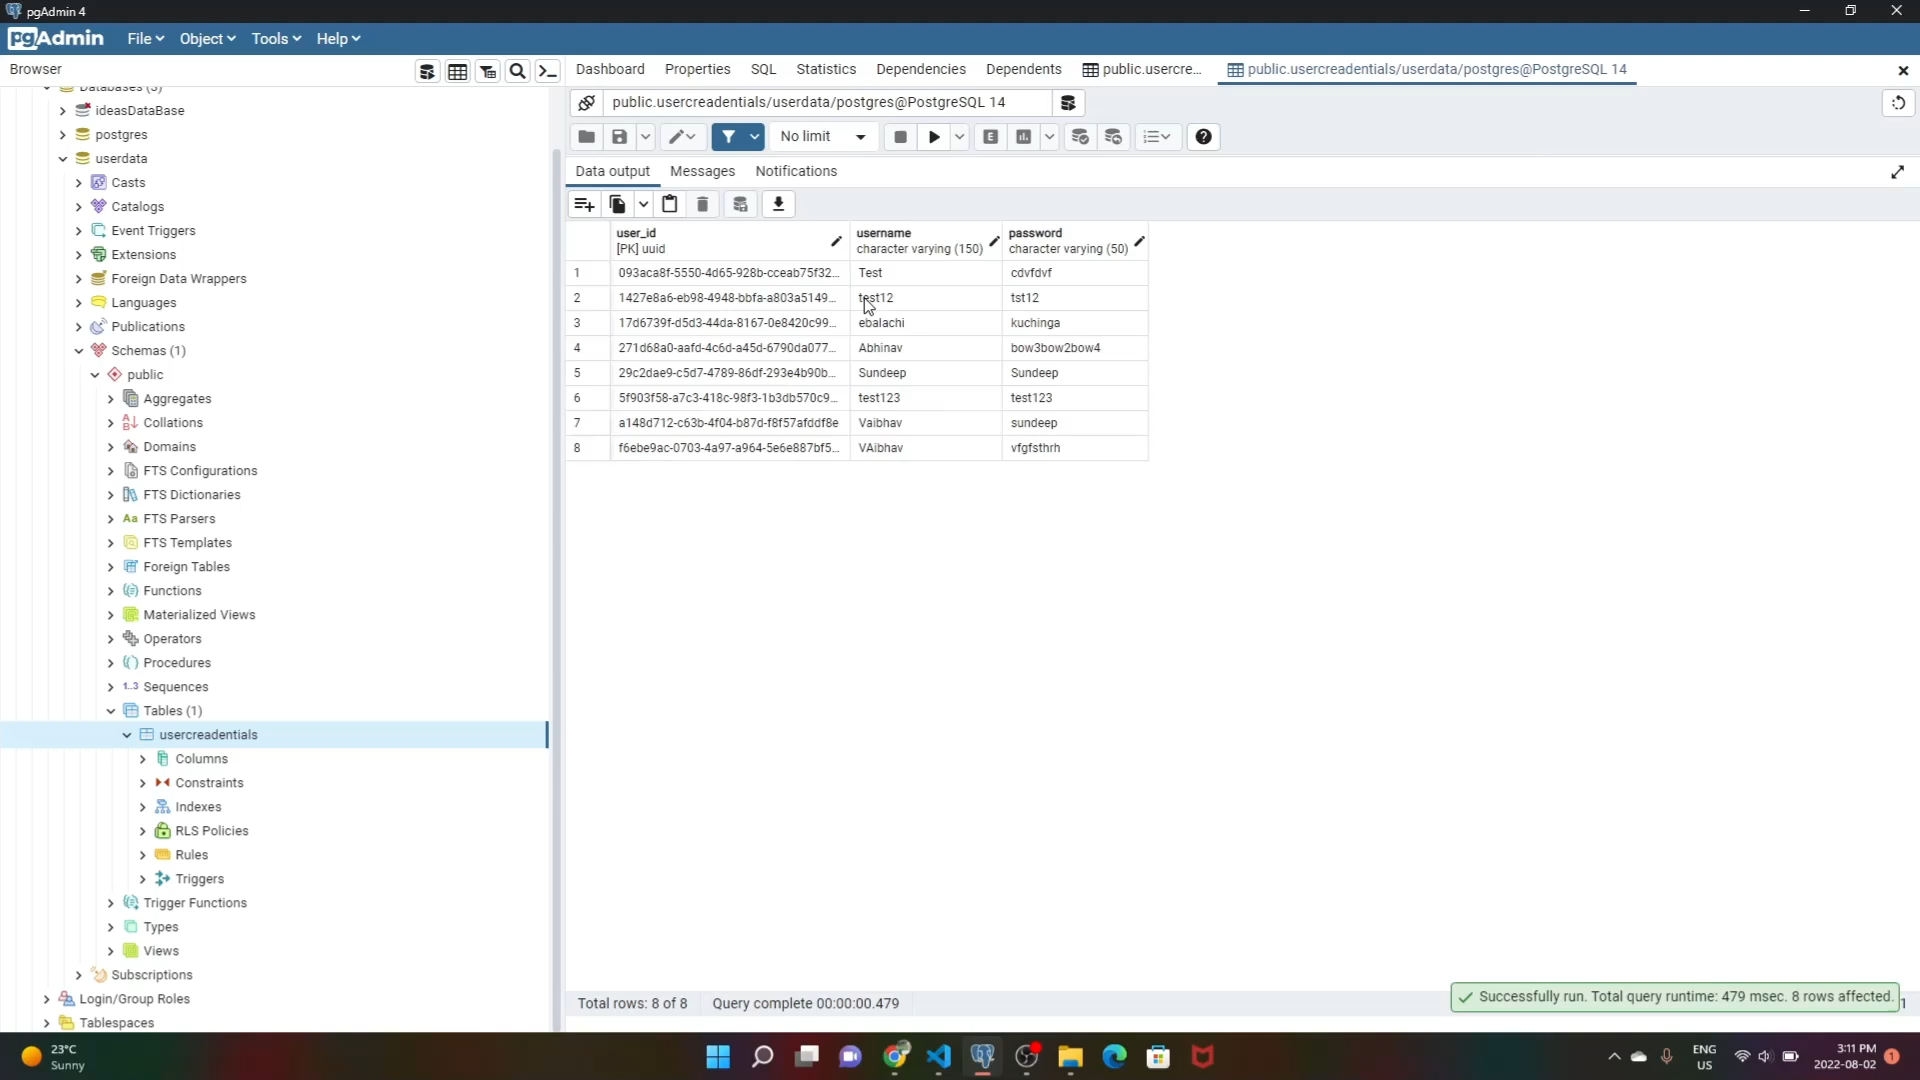 pgAdmin 4
pgAdmin File Object Tools Help
Browser
Dashboard Properties SQL Statistics Dependencies Dependents public.usercre... public.usercreadentials/userdata/postgres@PostgreSQL 14
Databases (3)
ideasDataBase
postgres
userdata
Casts
Catalogs
Event Triggers
Extensions
Foreign Data Wrappers
Languages
Publications
Schemas (1)
public
Aggregates
Collations
Domains
FTS Configurations
FTS Dictionaries
Aa FTS Parsers
FTS Templates
Foreign Tables
Functions
Materialized Views
Operators
Procedures
1..3 Sequences
Tables (1)
usercreadentials
Columns
Constraints
Indexes
RLS Policies
Rules
Triggers
Trigger Functions
Types
Views
Subscriptions
Login/Group Roles
Tablespaces
public.usercreadentials/userdata/postgres@PostgreSQL 14
No limit E
Data output Messages Notifications
user_id username password
[PK] uuid character varying (150) character varying (50)
1 093aca8f-5550-4d65-928b-cceab75f32... Test cdvfdvf
2 1427e8a6-eb98-4948-bbfa-a803a5149... test12 tst12
3 17d6739f-d5d3-44da-8167-0e8420c99... ebalachi kuchinga
4 271d68a0-aafd-4c6d-a45d-6790da077... Abhinav bow3bow2bow4
5 29c2dae9-c5d7-4789-86df-293e4b90b... Sundeep Sundeep
6 5f903f58-a7c3-418c-98f3-1b3db570c9... test123 test123
7 a148d712-c63b-4f04-b87d-f8f57afddf8e Vaibhav sundeep
8 f6ebe9ac-0703-4a97-a964-5e6e887bf5... VAibhav vfgfsthrh
Total rows: 8 of 8 Query complete 00:00:00.479
Successfully run. Total query runtime: 479 msec. 8 rows affected. 1
23°C
Sunny
ENG
US
3:11 PM
2022-08-02
1